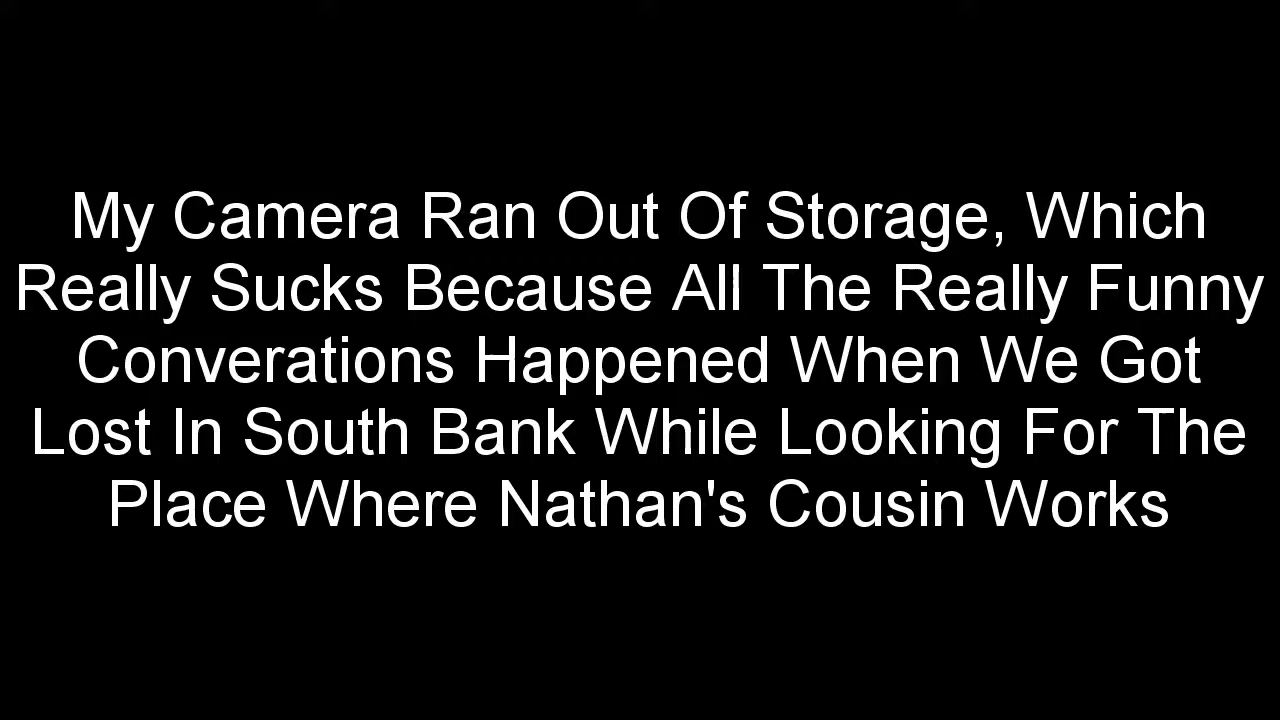 My Camera Ran Out Of Storage, Which
Really Sucks Because All The Really Funny
Converations Happened When We Got
Lost In South Bank While Looking For The
Place Where Nathan's Cousin Works